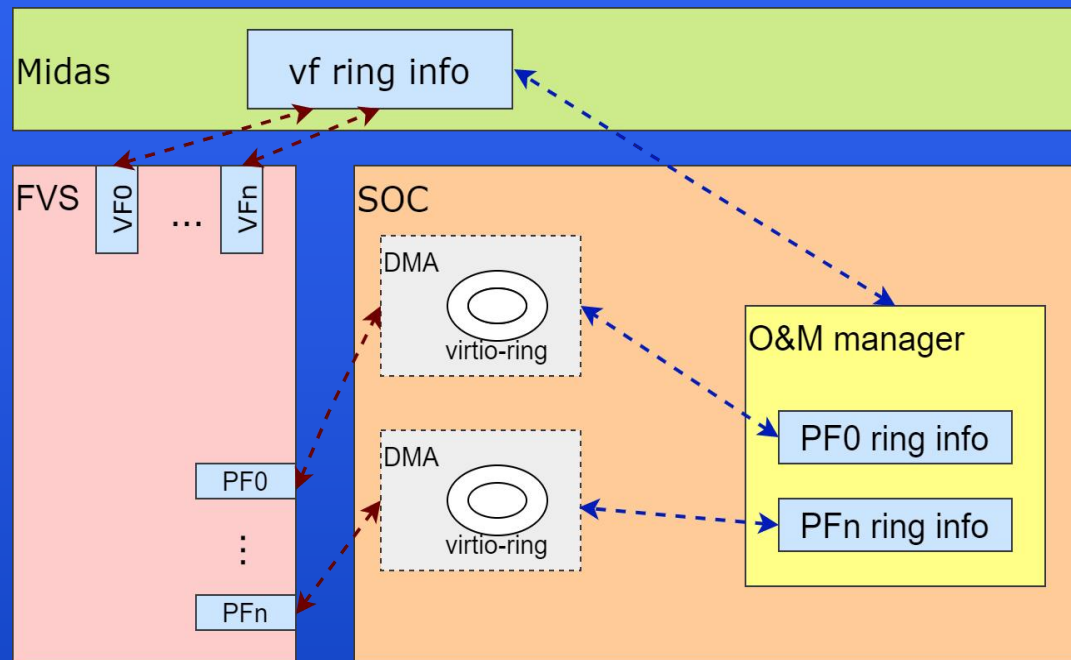 Midas
vf ring info
FVS
VF0
...
VFn
SOC
DMA
virtio-ring
O&M manager
PF0 ring info
PFn ring info
DMA
virtio-ring
PF0
⋮
PFn